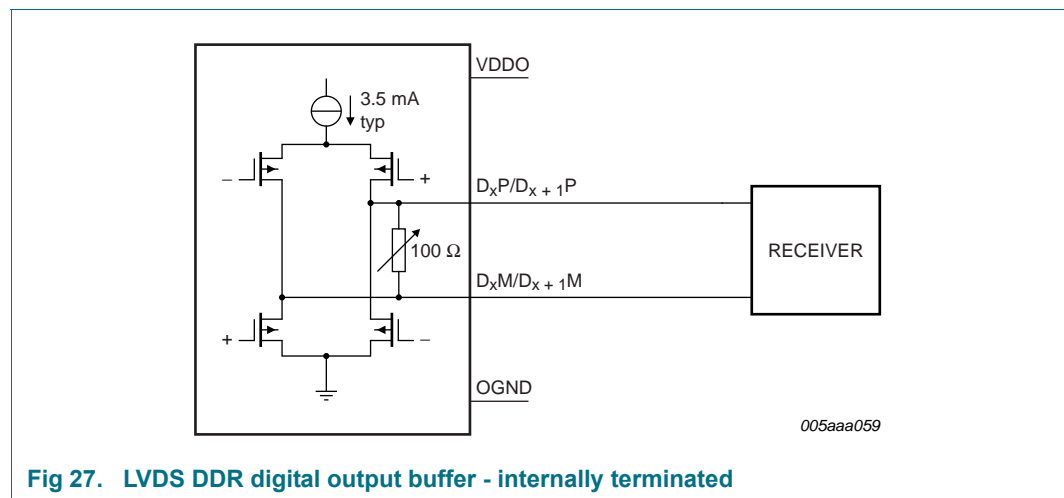 VDDO
3.5 mA
typ
–
+
DxP/Dx + 1P
100 Ω
RECEIVER
DxM/Dx + 1M
+
–
OGND
005aaa059
Fig 27. LVDS DDR digital output buffer - internally terminated